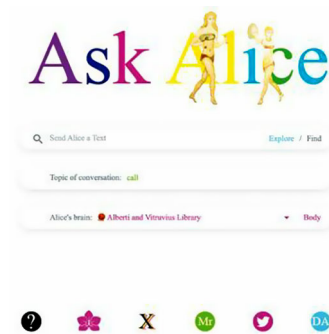 Ask Alice
Send Alice a Text Explore / Find
Topic of conversation: call
Alice's brain: Alberti and Vitruvius Library Body
? X Mr DA